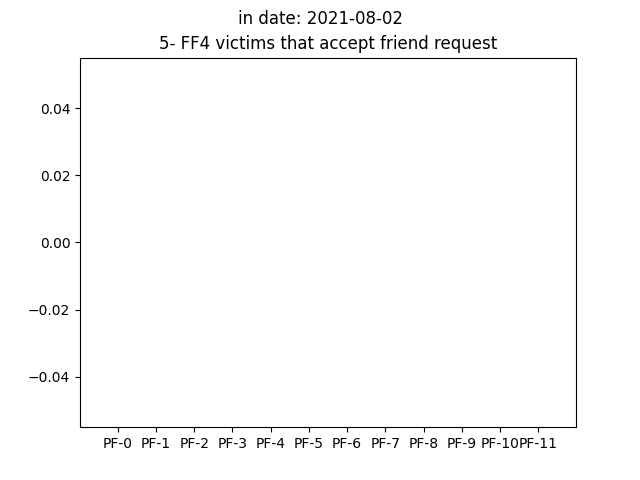 in date: 2021-08-02
5- FF4 victims that accept friend request
0.04
0.02
0.00
−0.02
−0.04
PF-0 PF-1 PF-2 PF-3 PF-4 PF-5 PF-6 PF-7 PF-8 PF-9 PF-10 PF-11